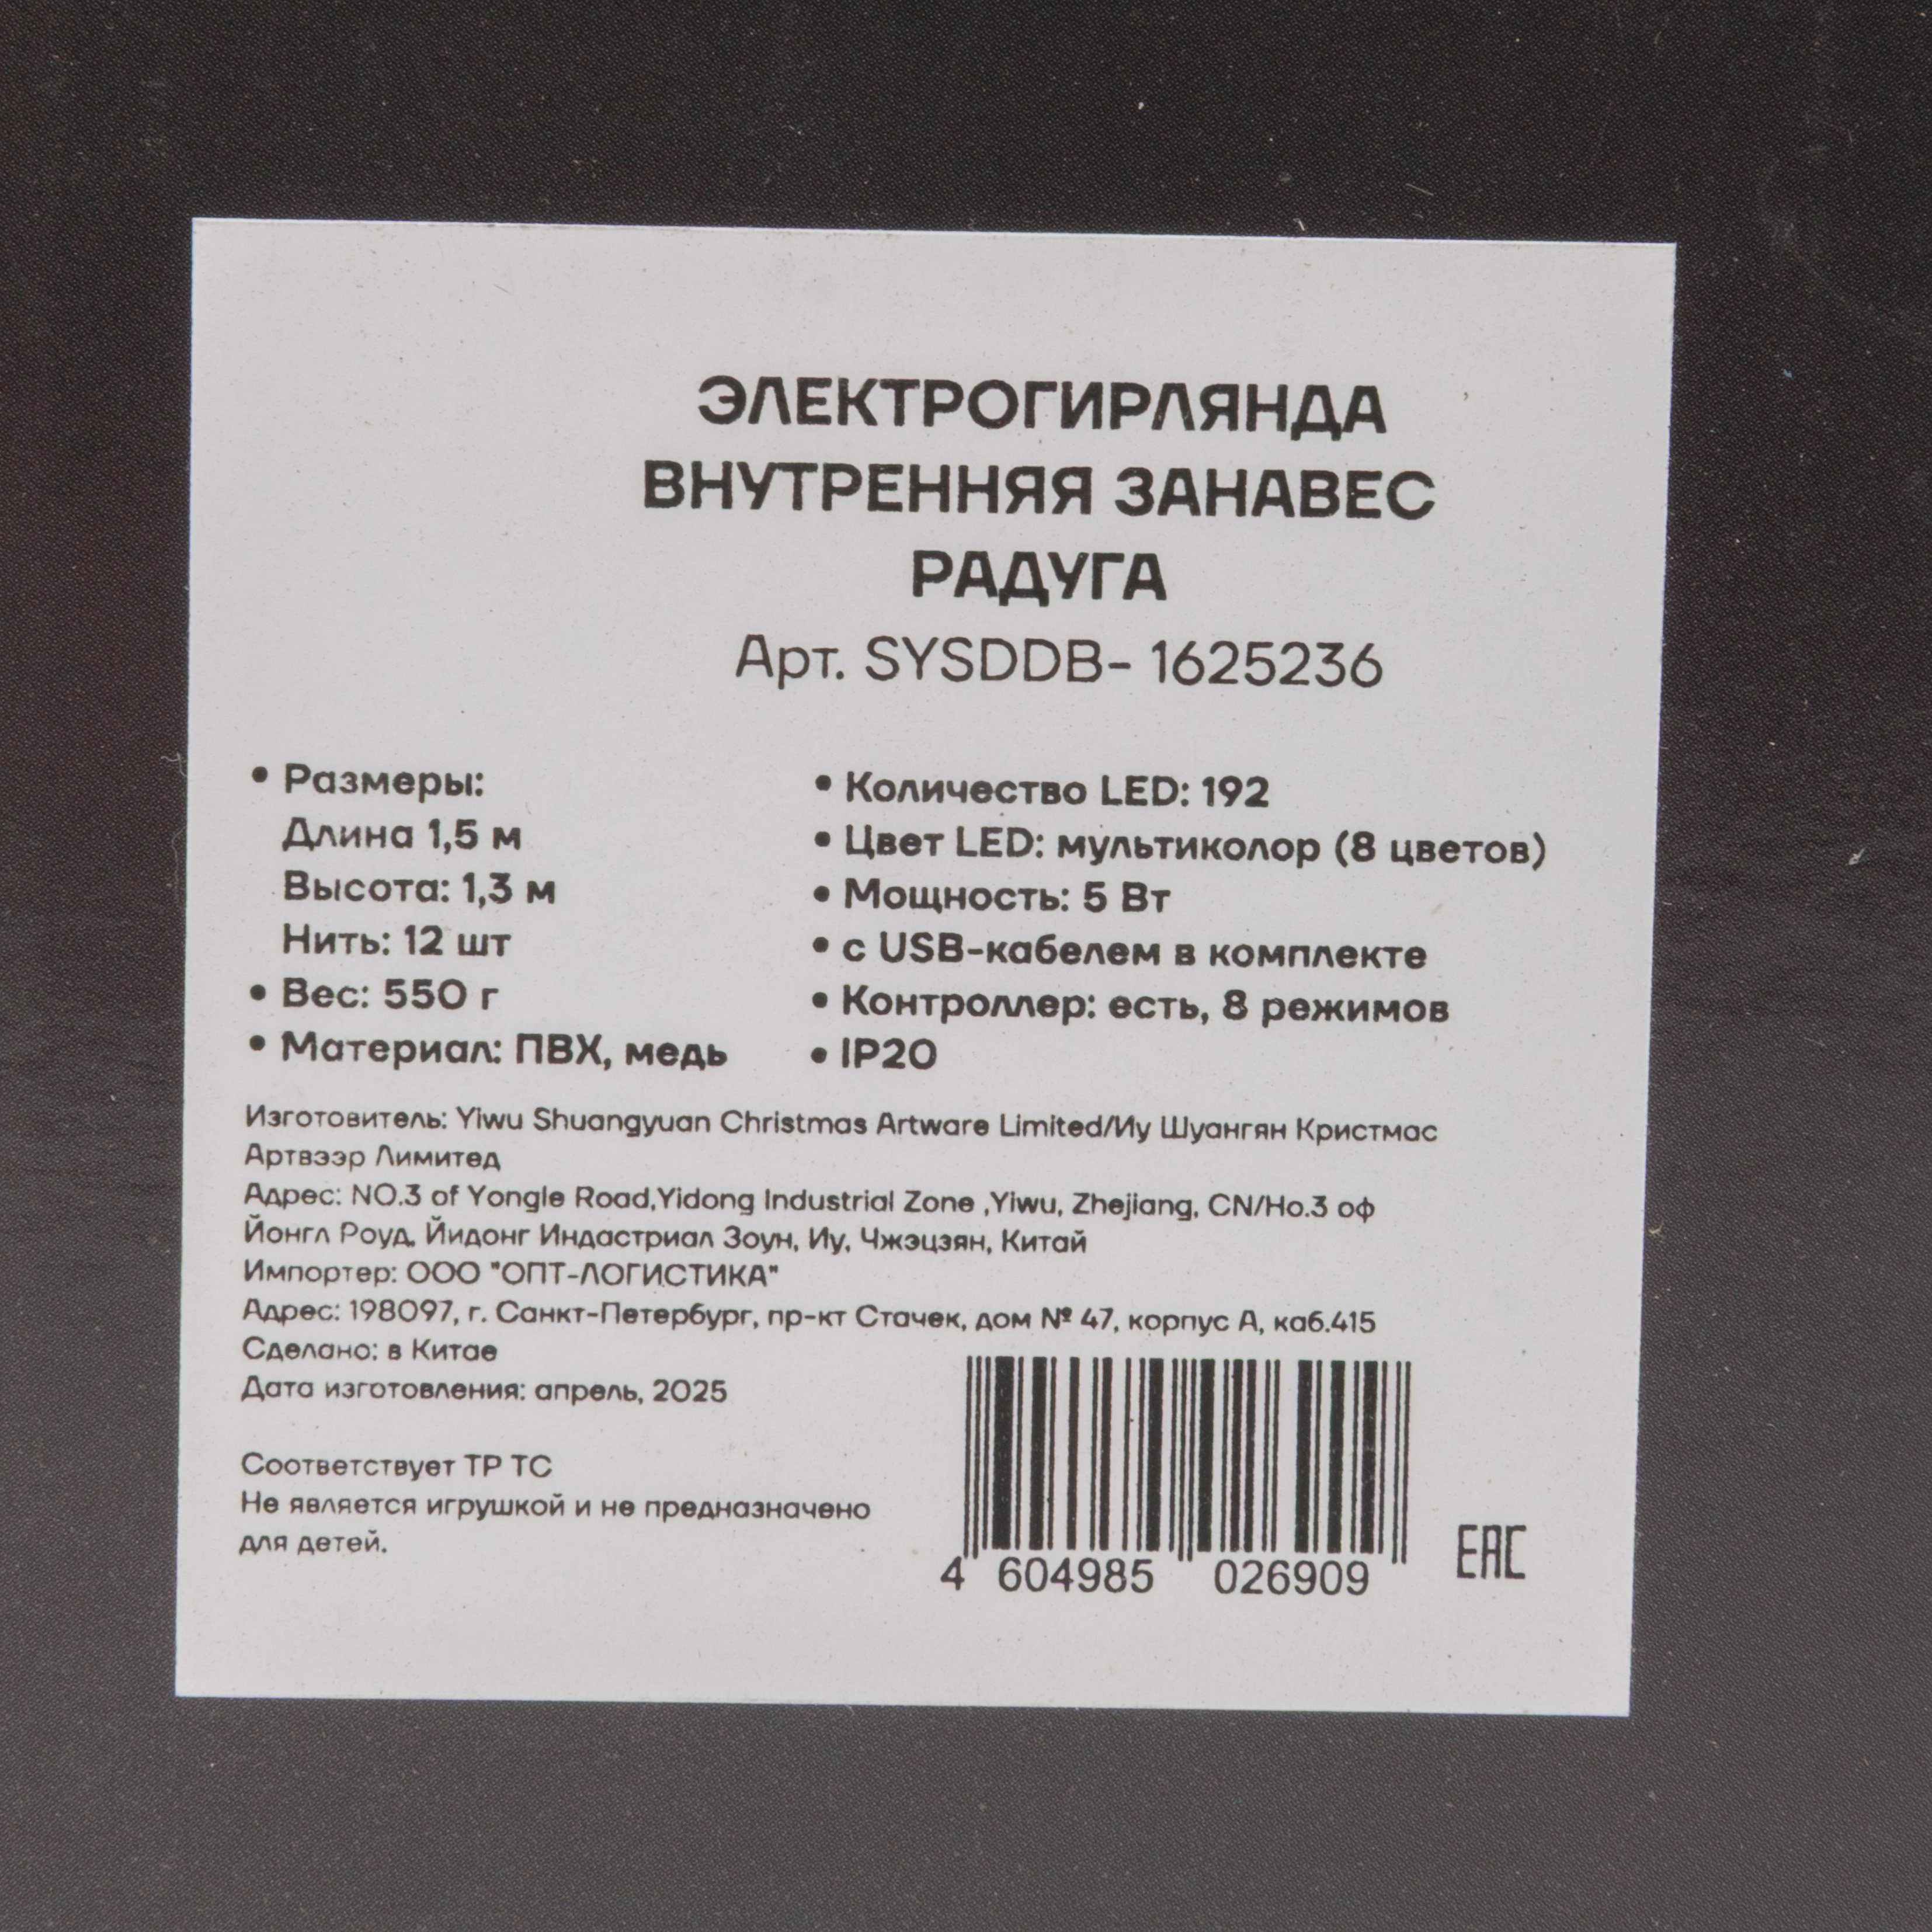 ЭЛЕКТРОГИРЛЯНДА
ВНУТРЕННЯЯ ЗАНАВЕС
РАДУГА
Арт. SYSDDB- 1625236
• Размеры:
Длина 1,5 м
Высота: 1,3 м
Нить: 12 шт
• Вес: 550 г
• Материал: ПВХ, медь
• Количество LED: 192
• Цвет LED: мультиколор (8 цветов)
• Мощность: 5 Вт
• с USB-кабелем в комплекте
• Контроллер: есть, 8 режимов
• IP20
Изготовитель: Yiwu Shuangyuan Christmas Artware Limited/Иу Шуангян Кристмас
Артвээр Лимитед
Адрес: NO.3 of Yongle Road,Yidong Industrial Zone ,Yiwu, Zhejiang, CN/Но.3 оф
Йонгл Роуд, Йидонг Индастриал Зоун, Иу, Чжэцзян, Китай
Импортер: ООО "ОПТ-ЛОГИСТИКА"
Адрес: 198097, г. Санкт-Петербург, пр-кт Стачек, дом № 47, корпус А, каб.415
Сделано: в Китае
Дата изготовления: апрель, 2025
Соответствует ТР ТС
Не является игрушкой и не предназначено
для детей.
4 604985 026909
EAC